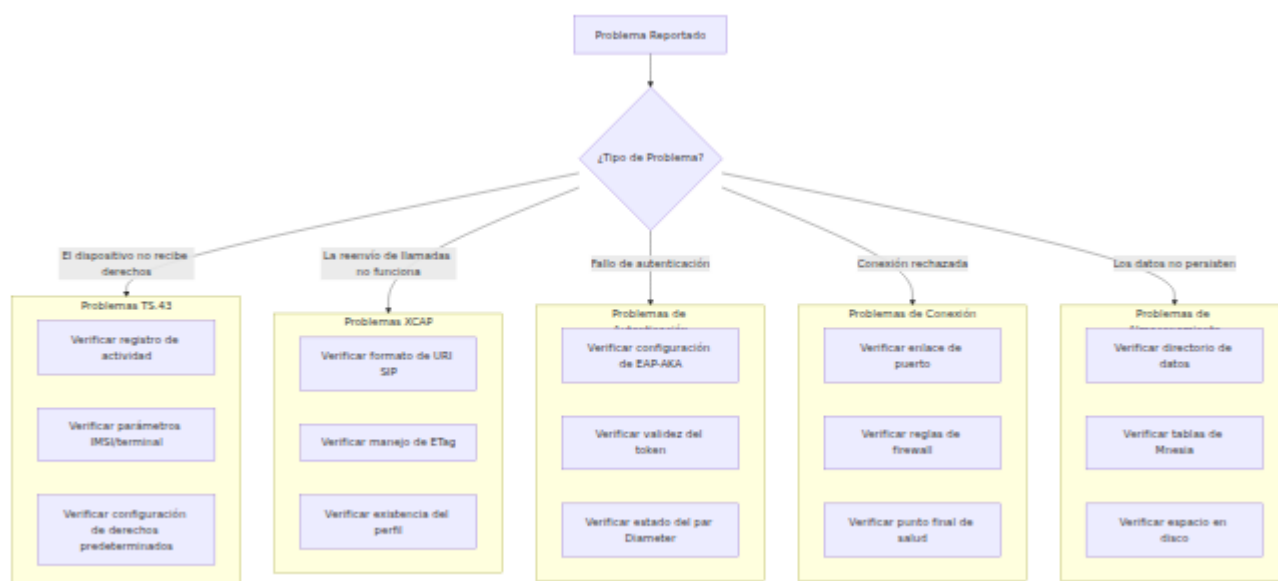 Problema Reportado
¿Tipo de Problema?
El dispositivo no recibe
derechos
La reenvío de llamadas
no funciona
Fallo de autenticación
Conexión rechazada
Los datos no persisten
Problemas TS.43
Verificar registro de
actividad
Verificar parámetros
IMSI/terminal
Verificar configuración
de derechos
predeterminados
Problemas XCAP
Verificar formato de URI
SIP
Verificar manejo de ETag
Verificar existencia del
perfil
Problemas de
Autenticación
Verificar configuración
de EAP-AKA
Verificar validez del
token
Verificar estado del par
Diameter
Problemas de Conexión
Verificar enlace de
puerto
Verificar reglas de
firewall
Verificar punto final de
salud
Problemas de
Almacenamiento
Verificar directorio de
datos
Verificar tablas de
Mnesia
Verificar espacio en
disco